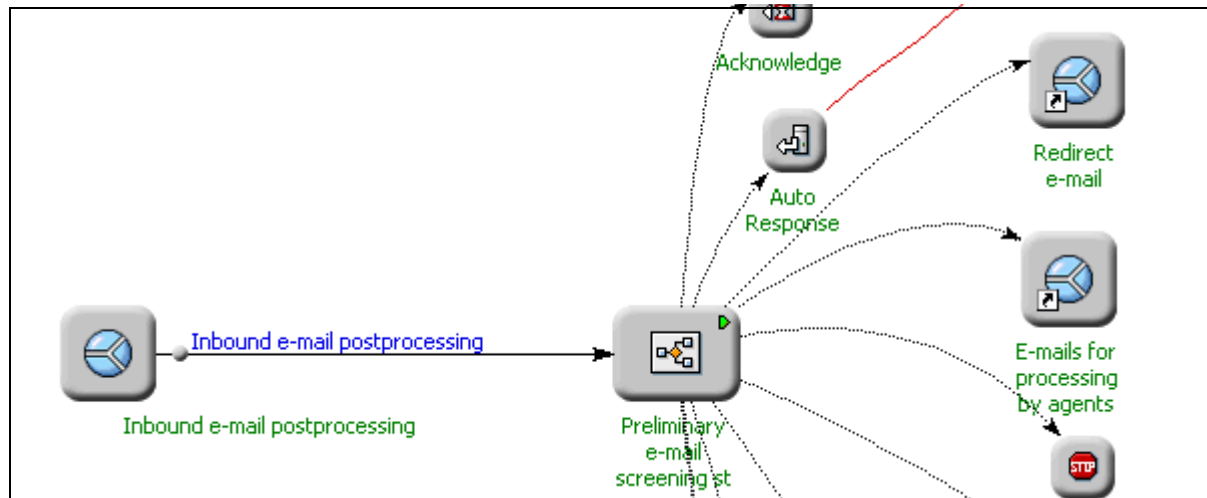 Acknowledge
Auto
Response
Redirect
e-mail
Inbound e-mail postprocessing
Inbound e-mail postprocessing
Preliminary
e-mail
screening st
E-mails for
processing
by agents
STOP